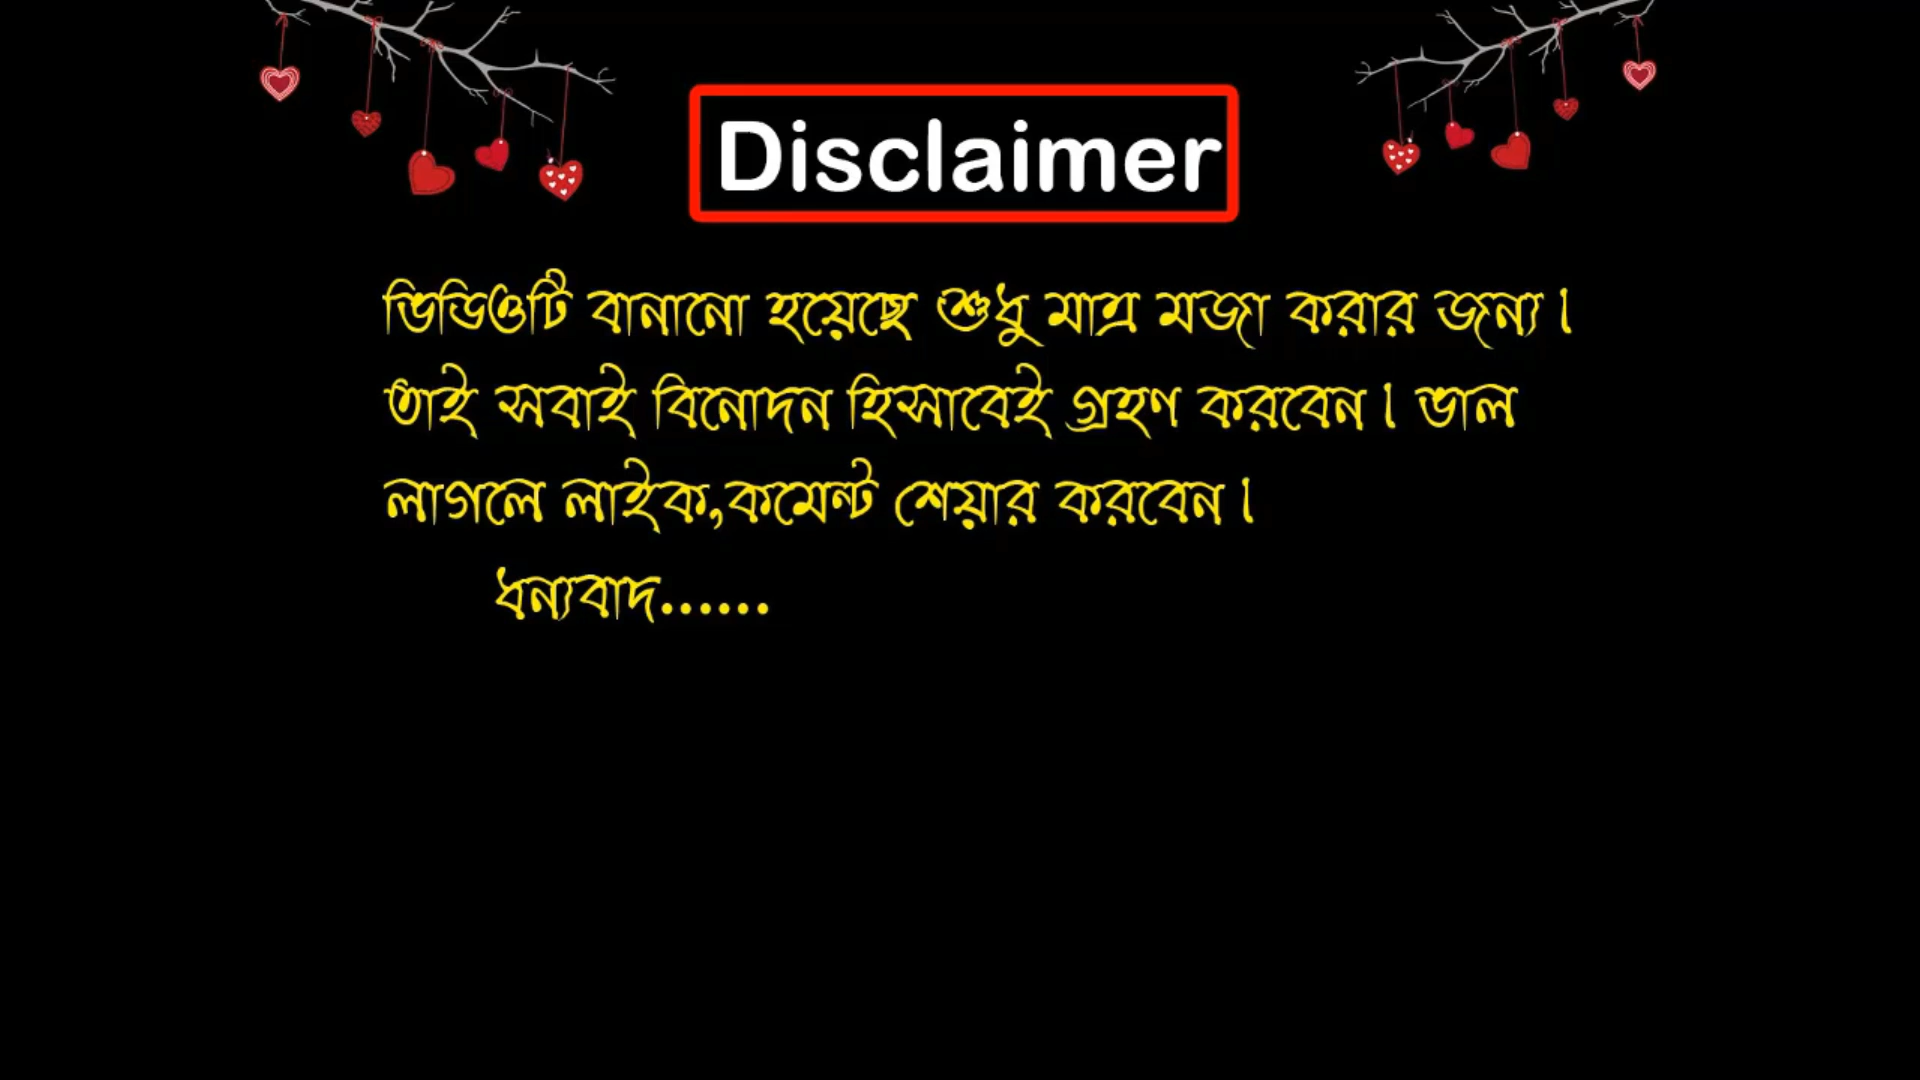 Disclaimer
ভিডিওটি বানানো হয়েছে শুধু মাত্র মজা করার জন্য।
তাই সবাই বিনোদন হিসাবেই গ্রহণ করবেন। ভাল
লাগলে লাইক,কমেন্ট শেয়ার করবেন।
ধন্যবাদ......